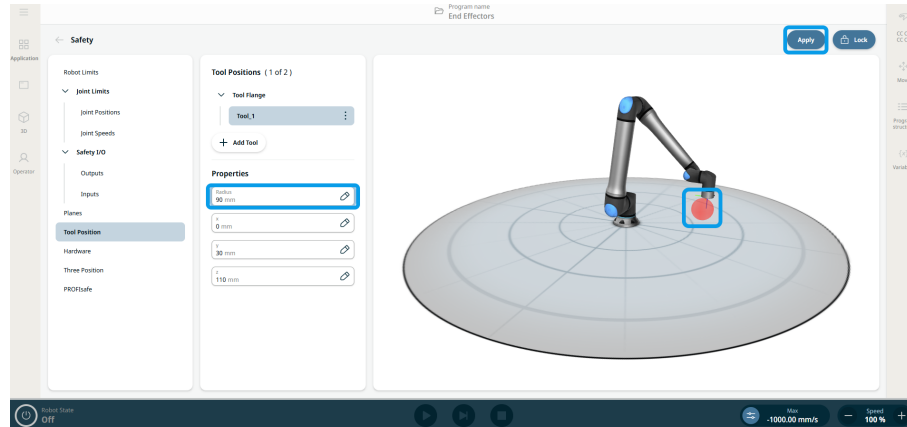 Program name
End Effectors
Application
3D
Operator
Safety
Apply
Lock
Robot Limits
Joint Limits
Joint Positions
Joint Speeds
Safety I/O
Outputs
Inputs
Planes
Tool Position
Hardware
Three Position
PROFIsafe
Tool Positions (1 of 2)
Tool Flange
Tool_1
Add Tool
Properties
Radius
90 mm
X
0 mm
Y
30 mm
Z
110 mm
Robot State
Off
Max
-1000.00 mm/s
Speed
100 %